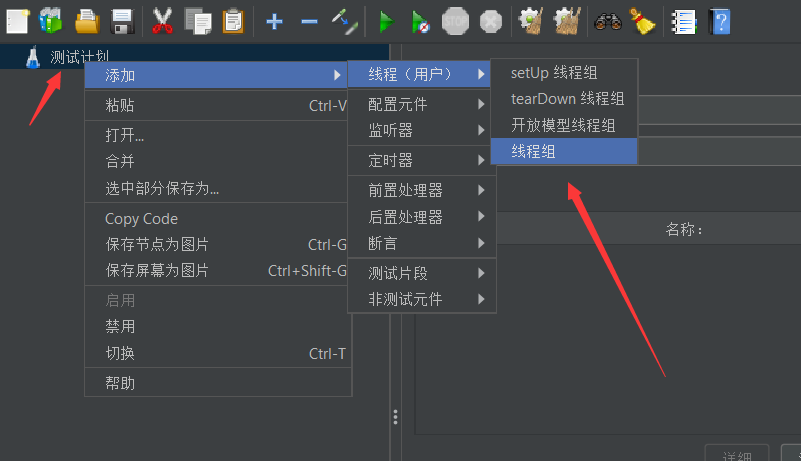 STOP
测试计划
添加
粘贴 Ctrl-V
打开...
合并
选中部分保存为...
Copy Code
保存节点为图片 Ctrl-G
保存屏幕为图片 Ctrl+Shift-G
启用
禁用
切换 Ctrl-T
帮助
线程（用户）
配置元件
监听器
定时器
前置处理器
后置处理器
断言
测试片段
非测试元件
setUp 线程组
tearDown 线程组
开放模型线程组
线程组
名称：
详细